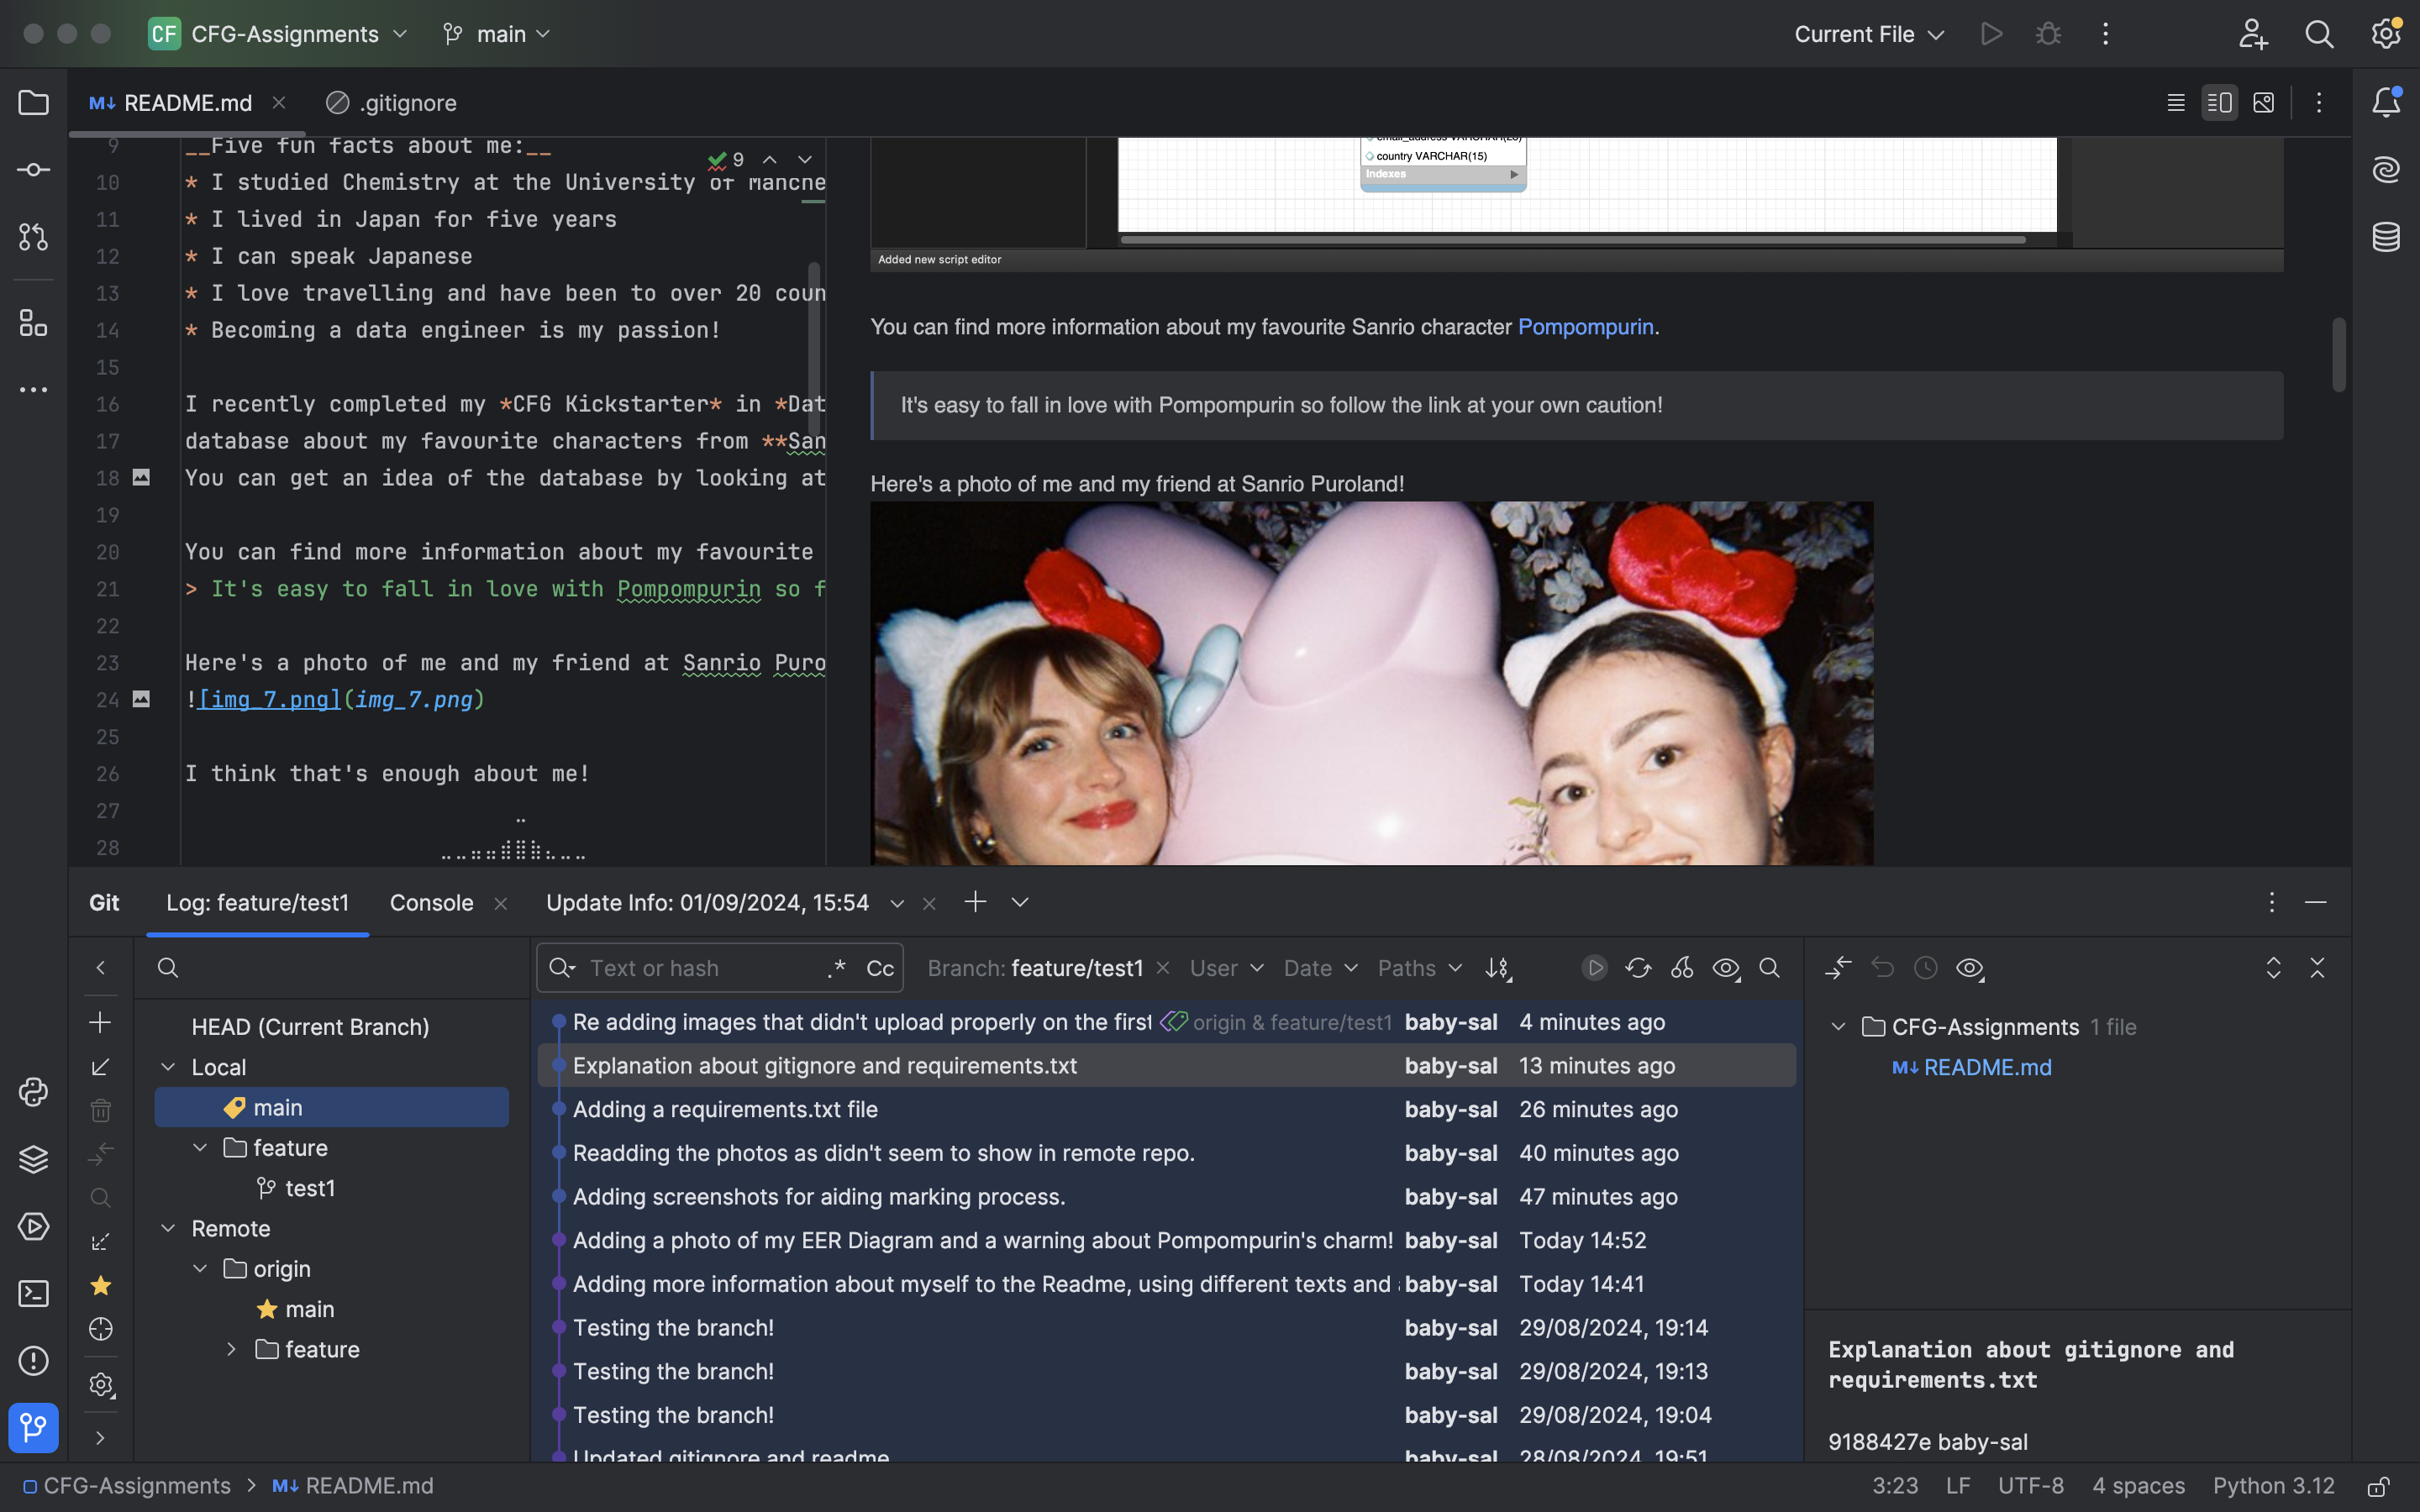 CF CFG-Assignments main Current File
M↓ README.md .gitignore
9 __Five fun facts about me:__
9
10 * I studied Chemistry at the University of Manche
11 * I lived in Japan for five years
12 * I can speak Japanese
13 * I love travelling and have been to over 20 coun
14 * Becoming a data engineer is my passion!
15
16 I recently completed my *CFG Kickstarter* in *Dat
17 database about my favourite characters from **San
18 You can get an idea of the database by looking at
19
20 You can find more information about my favourite
21 > It's easy to fall in love with Pompompurin so f
22
23 Here's a photo of me and my friend at Sanrio Puro
24 ![img_7.png](img_7.png)
25
26 I think that's enough about me!
27
28
email_address VARCHAR(20)
country VARCHAR(15)
Indexes
Added new script editor
You can find more information about my favourite Sanrio character Pompompurin.
It's easy to fall in love with Pompompurin so follow the link at your own caution!
Here's a photo of me and my friend at Sanrio Puroland!
Git Log: feature/test1 Console Update Info: 01/09/2024, 15:54
HEAD (Current Branch)
Local
main
feature
test1
Remote
origin
main
feature
Text or hash .* Cc Branch: feature/test1 User Date Paths
Re adding images that didn't upload properly on the first origin & feature/test1 baby-sal 4 minutes ago
Explanation about gitignore and requirements.txt baby-sal 13 minutes ago
Adding a requirements.txt file baby-sal 26 minutes ago
Readding the photos as didn't seem to show in remote repo. baby-sal 40 minutes ago
Adding screenshots for aiding marking process. baby-sal 47 minutes ago
Adding a photo of my EER Diagram and a warning about Pompompurin's charm! baby-sal Today 14:52
Adding more information about myself to the Readme, using different texts and baby-sal Today 14:41
Testing the branch! baby-sal 29/08/2024, 19:14
Testing the branch! baby-sal 29/08/2024, 19:13
Testing the branch! baby-sal 29/08/2024, 19:04
Updated gitignore and readme baby-sal 28/08/2024, 19:51
CFG-Assignments 1 file
M↓ README.md
Explanation about gitignore and
requirements.txt
9188427e baby-sal
CFG-Assignments > M↓ README.md 3:23 LF UTF-8 4 spaces Python 3.12